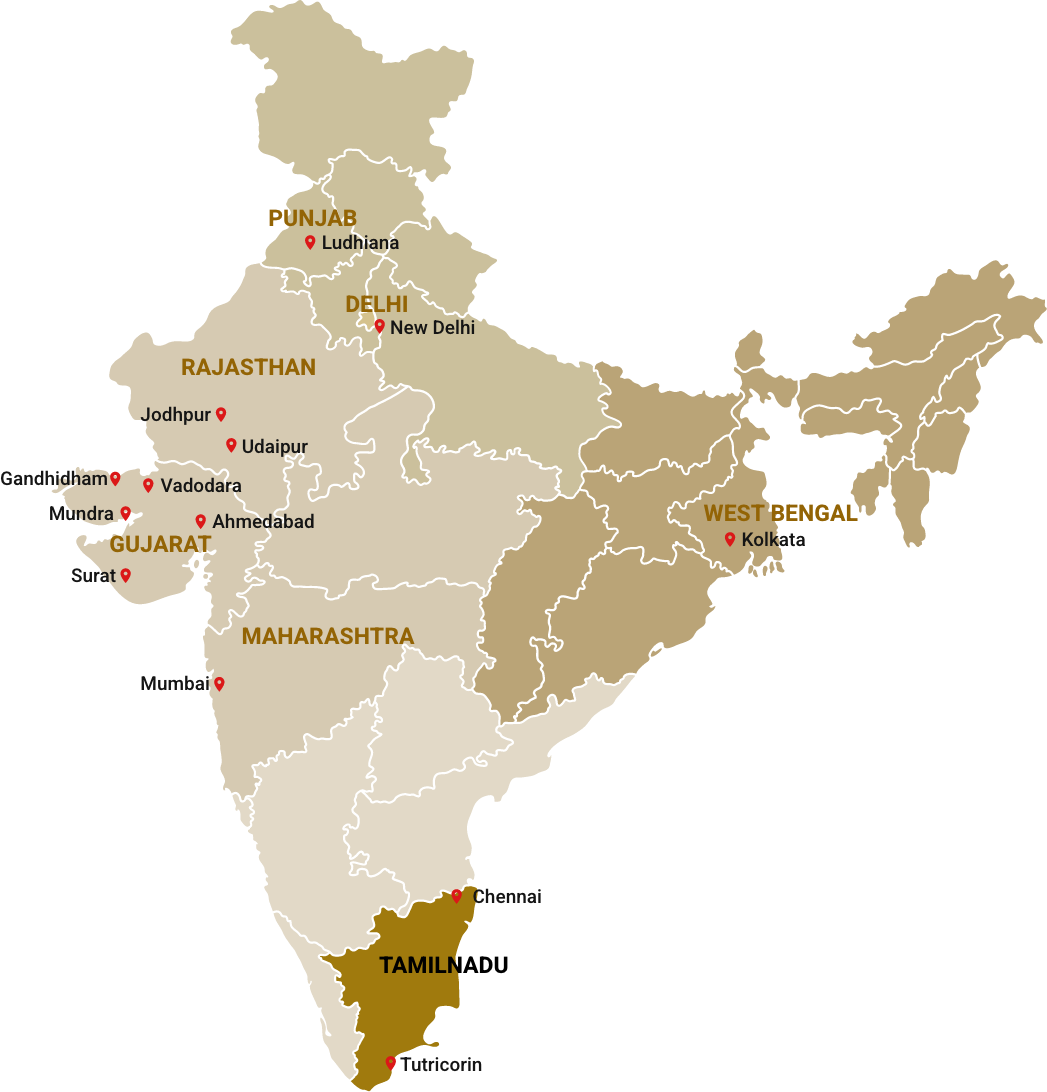 PUNJAB
Ludhiana
DELHI
New Delhi
RAJASTHAN
Jodhpur
Udaipur
Gandhidham
Vadodara
Mundra
Ahmedabad
WEST BENGAL
Kolkata
GUJARAT
Surat
MAHARASHTRA
Mumbai
Chennai
TAMILNADU
Tutricorin